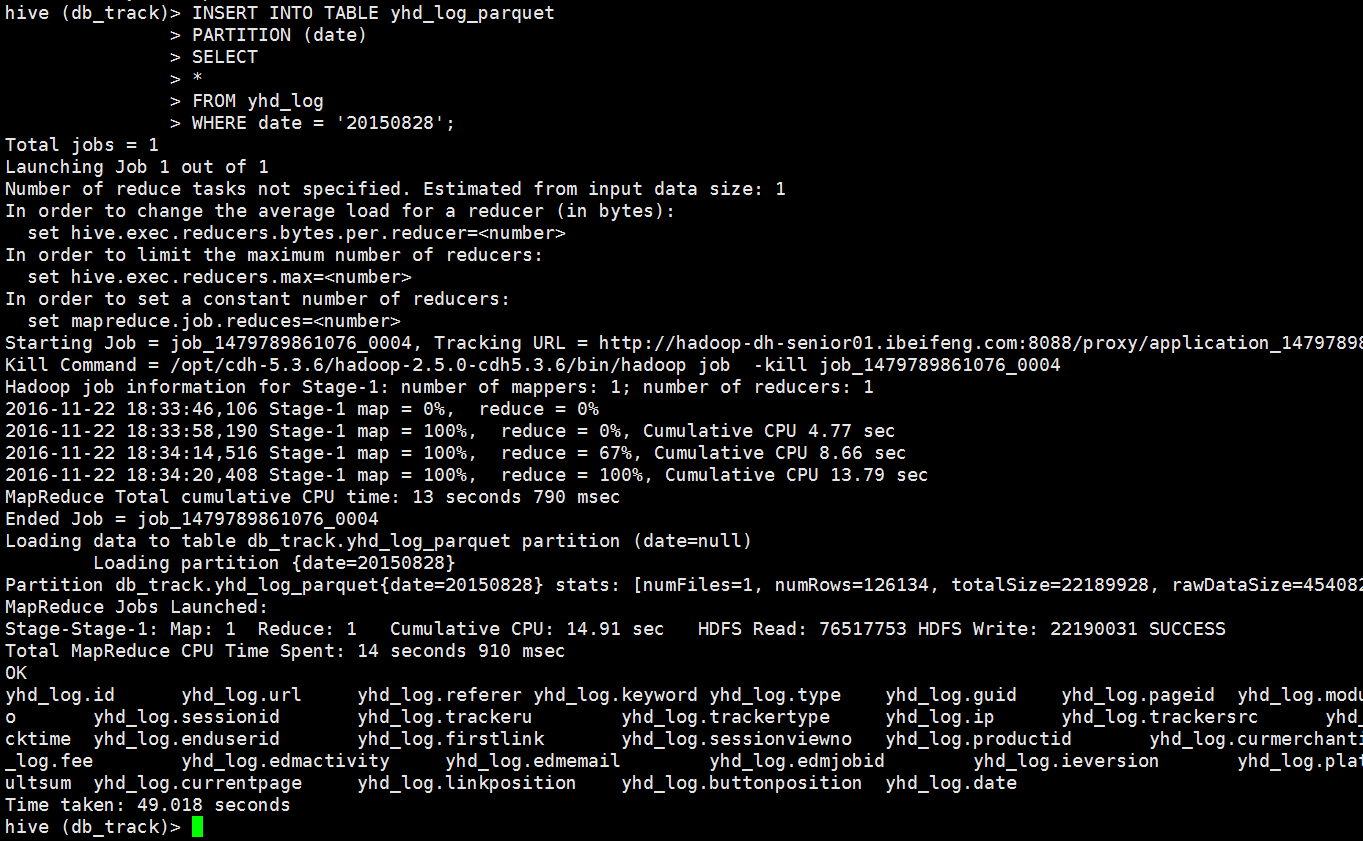 hive (db_track)> INSERT INTO TABLE yhd_log_parquet
> PARTITION (date)
> SELECT
> *
> FROM yhd_log
> WHERE date = '20150828';
Total jobs = 1
Launching Job 1 out of 1
Number of reduce tasks not specified. Estimated from input data size: 1
In order to change the average load for a reducer (in bytes):
set hive.exec.reducers.bytes.per.reducer=<number>
In order to limit the maximum number of reducers:
set hive.exec.reducers.max=<number>
In order to set a constant number of reducers:
set mapreduce.job.reduces=<number>
Starting Job = job_1479789861076_0004, Tracking URL = http://hadoop-dh-senior01.ibeifeng.com:8088/proxy/application_14797898
Kill Command = /opt/cdh-5.3.6/hadoop-2.5.0-cdh5.3.6/bin/hadoop job  -kill job_1479789861076_0004
Hadoop job information for Stage-1: number of mappers: 1; number of reducers: 1
2016-11-22 18:33:46,106 Stage-1 map = 0%,  reduce = 0%
2016-11-22 18:33:58,190 Stage-1 map = 100%,  reduce = 0%, Cumulative CPU 4.77 sec
2016-11-22 18:34:14,516 Stage-1 map = 100%,  reduce = 67%, Cumulative CPU 8.66 sec
2016-11-22 18:34:20,408 Stage-1 map = 100%,  reduce = 100%, Cumulative CPU 13.79 sec
MapReduce Total cumulative CPU time: 13 seconds 790 msec
Ended Job = job_1479789861076_0004
Loading data to table db_track.yhd_log_parquet partition (date=null)
Loading partition {date=20150828}
Partition db_track.yhd_log_parquet{date=20150828} stats: [numFiles=1, numRows=126134, totalSize=22189928, rawDataSize=454082
MapReduce Jobs Launched:
Stage-Stage-1: Map: 1  Reduce: 1   Cumulative CPU: 14.91 sec   HDFS Read: 76517753 HDFS Write: 22190031 SUCCESS
Total MapReduce CPU Time Spent: 14 seconds 910 msec
OK
yhd_log.id yhd_log.url yhd_log.referer yhd_log.keyword yhd_log.type yhd_log.guid yhd_log.pageid yhd_log.modu
o yhd_log.sessionid yhd_log.trackeru yhd_log.trackertype yhd_log.ip yhd_log.trackersrc yhd_
cktime yhd_log.enduserid yhd_log.firstlink yhd_log.sessionviewno yhd_log.productid yhd_log.curmerchanti
_log.fee yhd_log.edmactivity yhd_log.edmemail yhd_log.edmjobid yhd_log.ieversion yhd_log.plat
ultsum yhd_log.currentpage yhd_log.linkposition yhd_log.buttonposition yhd_log.date
Time taken: 49.018 seconds
hive (db_track)>